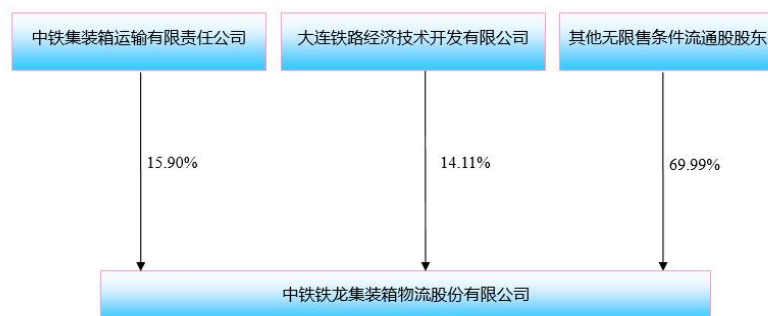 中铁集装箱运输有限责任公司
大连铁路经济技术开发有限公司
其他无限售条件流通股股东
15.90%
14.11%
69.99%
中铁铁龙集装箱物流股份有限公司